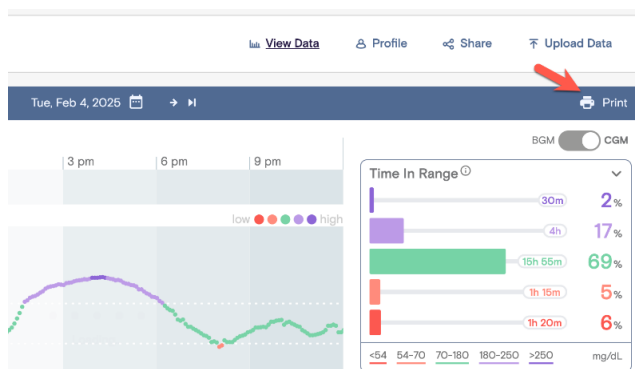 View Data Profile Share Upload Data
Tue, Feb 4, 2025 Print
BGM CGM
3 pm 6 pm 9 pm
Time In Range
low high
30m 2%
4h 17%
15h 55m 69%
1h 15m 5%
1h 20m 6%
<54 54-70 70-180 180-250 >250 mg/dL